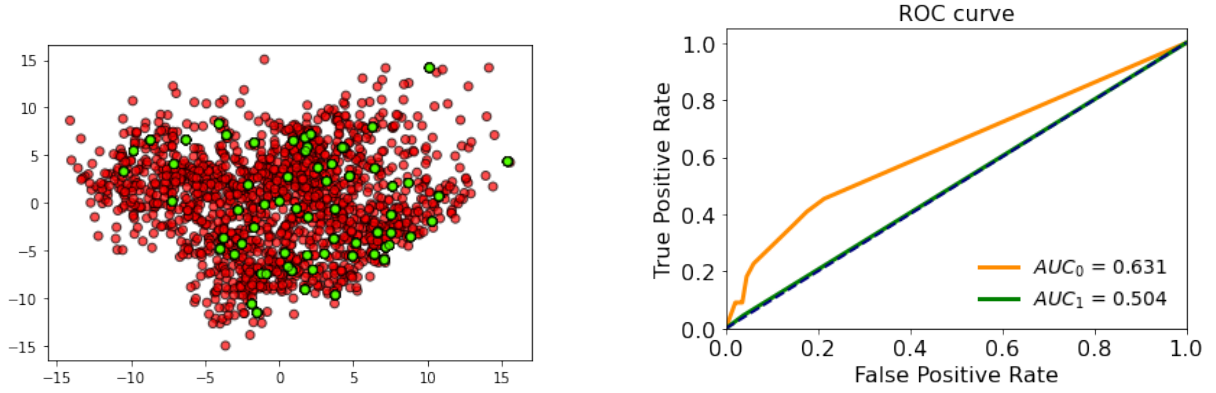 15
10
5
0
−5
−10
−15
−15 −10 −5 0 5 10 15
ROC curve
True Positive Rate
1.0
0.8
0.6
0.4
0.2
0.0
AUC₀ = 0.631
AUC₁ = 0.504
0.0 0.2 0.4 0.6 0.8 1.0
False Positive Rate